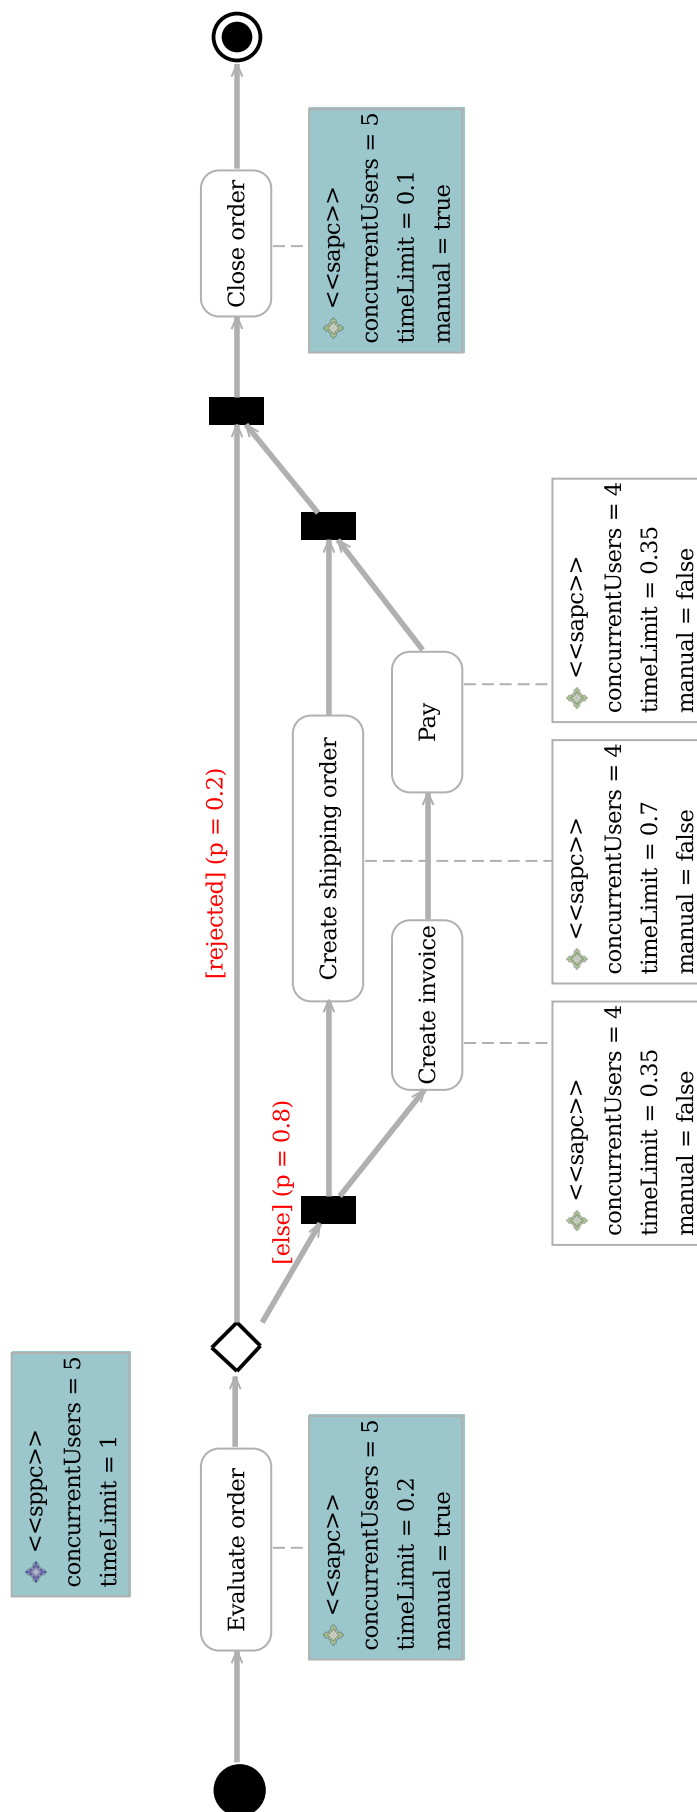 <<sppc>>
concurrentUsers = 5
timeLimit = 1
Evaluate order
<<sapc>>
concurrentUsers = 5
timeLimit = 0.2
manual = true
[rejected] (p = 0.2)
[else] (p = 0.8)
Create shipping order
Create invoice
Pay
<<sapc>>
concurrentUsers = 4
timeLimit = 0.35
manual = false
<<sapc>>
concurrentUsers = 4
timeLimit = 0.7
manual = false
<<sapc>>
concurrentUsers = 4
timeLimit = 0.35
manual = false
Close order
<<sapc>>
concurrentUsers = 5
timeLimit = 0.1
manual = true